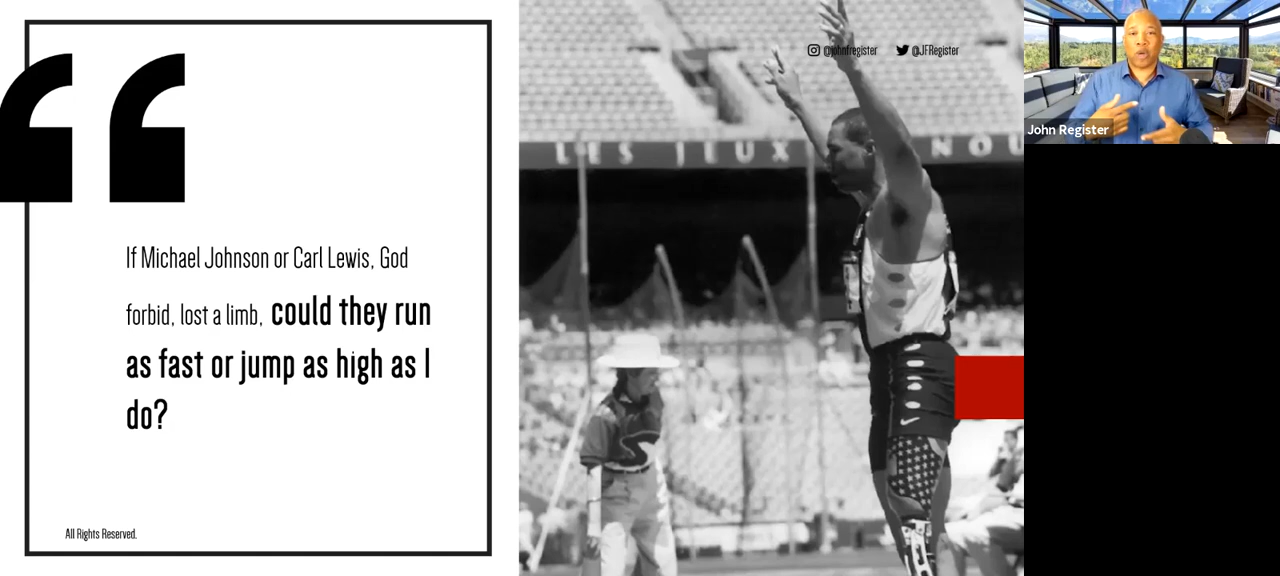 If Michael Johnson or Carl Lewis, God
forbid, lost a limb, could they run
as fast or jump as high as I
do?
All Rights Reserved.
@johnfregister @JFRegister
LES JEUX NOU
John Register